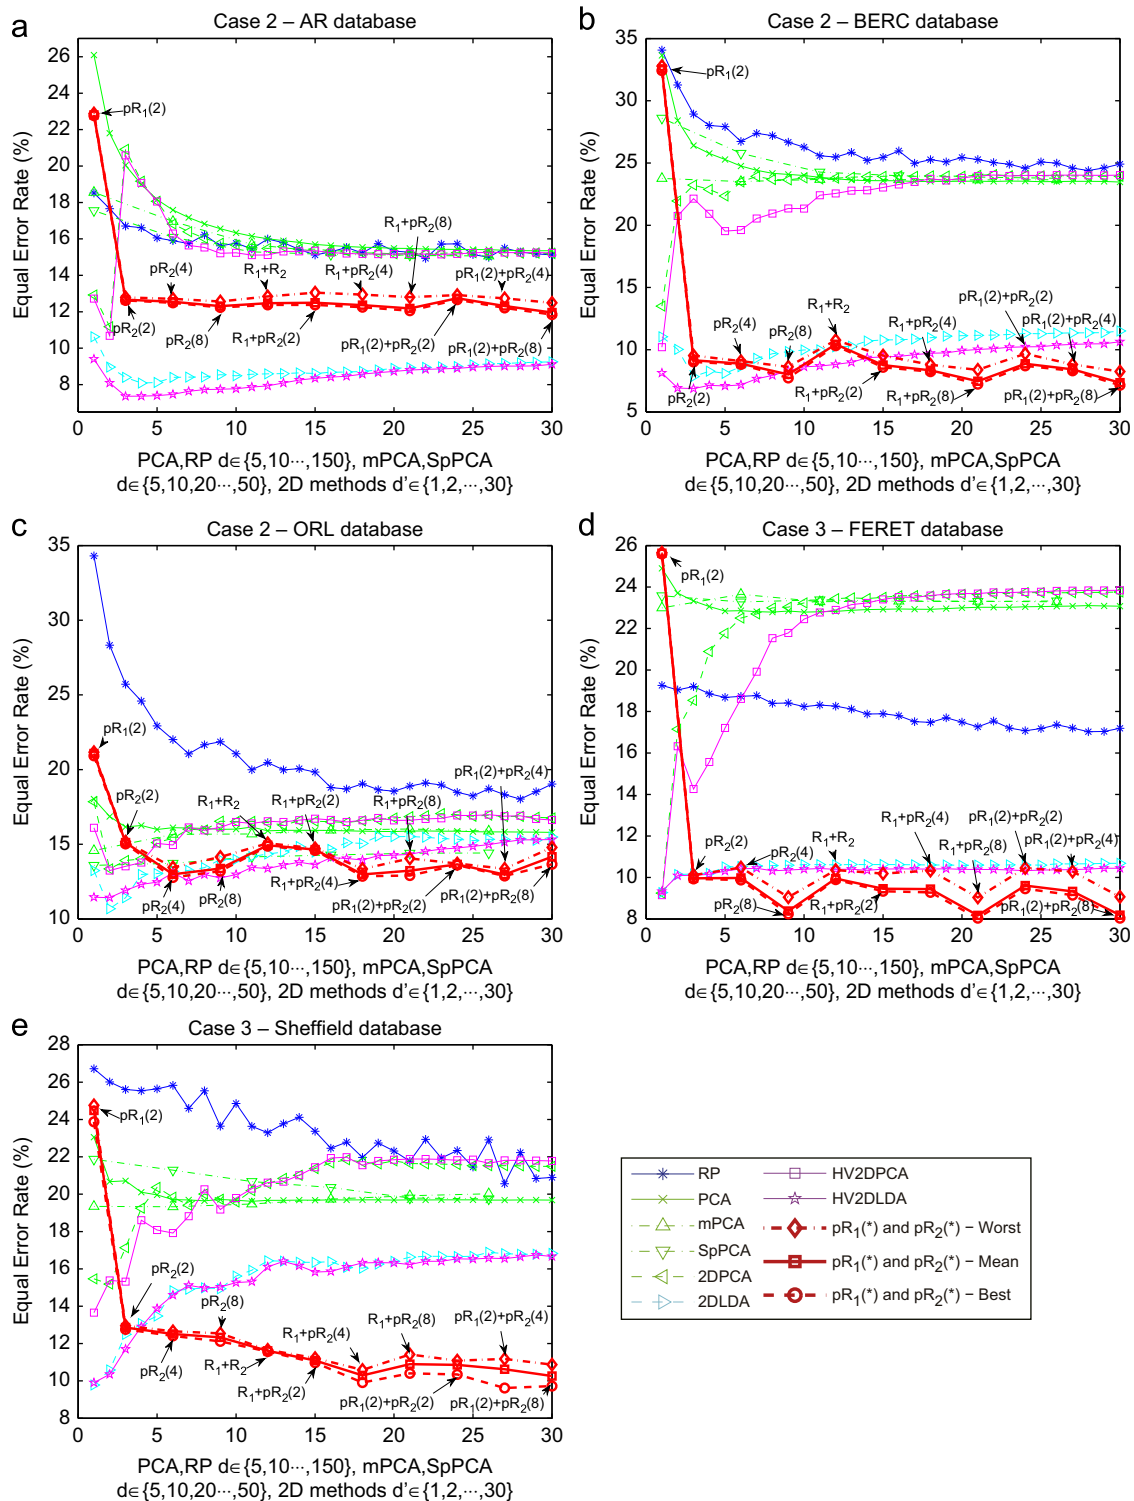 a
Case 2 – AR database
Equal Error Rate (%)
26
24
22
20
18
16
14
12
10
8
pR1(2)
pR2(4)
R1+R2
R1+pR2(4)
R1+pR2(8)
pR1(2)+pR2(4)
pR2(2)
pR2(8)
R1+pR2(2)
pR1(2)+pR2(2)
pR1(2)+pR2(8)
0 5 10 15 20 25 30
PCA,RP d∈{5,10···,150}, mPCA,SpPCA
d∈{5,10,20···,50}, 2D methods d'∈{1,2,···,30}
b
Case 2 – BERC database
Equal Error Rate (%)
35
30
25
20
15
10
5
pR1(2)
pR2(4)
pR2(8)
R1+R2
R1+pR2(4)
pR1(2)+pR2(2)
pR1(2)+pR2(4)
pR2(2)
R1+pR2(2)
R1+pR2(8)
pR1(2)+pR2(8)
0 5 10 15 20 25 30
PCA,RP d∈{5,10···,150}, mPCA,SpPCA
d∈{5,10,20···,50}, 2D methods d'∈{1,2,···,30}
c
Case 2 – ORL database
Equal Error Rate (%)
35
30
25
20
15
10
pR1(2)
pR2(2)
R1+R2
R1+pR2(2)
R1+pR2(8)
pR1(2)+pR2(4)
pR2(4)
pR2(8)
R1+pR2(4)
pR1(2)+pR2(2)
pR1(2)+pR2(8)
0 5 10 15 20 25 30
PCA,RP d∈{5,10···,150}, mPCA,SpPCA
d∈{5,10,20···,50}, 2D methods d'∈{1,2,···,30}
d
Case 3 – FERET database
Equal Error Rate (%)
26
24
22
20
18
16
14
12
10
8
pR1(2)
pR2(2)
pR2(4)
R1+R2
R1+pR2(4)
R1+pR2(8)
pR1(2)+pR2(2)
pR1(2)+pR2(4)
pR2(8)
R1+pR2(2)
pR1(2)+pR2(8)
0 5 10 15 20 25 30
PCA,RP d∈{5,10···,150}, mPCA,SpPCA
d∈{5,10,20···,50}, 2D methods d'∈{1,2,···,30}
e
Case 3 – Sheffield database
Equal Error Rate (%)
28
26
24
22
20
18
16
14
12
10
8
pR1(2)
pR2(2)
pR2(8)
R1+pR2(4)
R1+pR2(8)
pR1(2)+pR2(4)
pR2(4)
R1+R2
R1+pR2(2)
pR1(2)+pR2(2)
pR1(2)+pR2(8)
0 5 10 15 20 25 30
PCA,RP d∈{5,10···,150}, mPCA,SpPCA
d∈{5,10,20···,50}, 2D methods d'∈{1,2,···,30}
RP
PCA
mPCA
SpPCA
2DPCA
2DLDA
HV2DPCA
HV2DLDA
pR1(*) and pR2(*) – Worst
pR1(*) and pR2(*) – Mean
pR1(*) and pR2(*) – Best